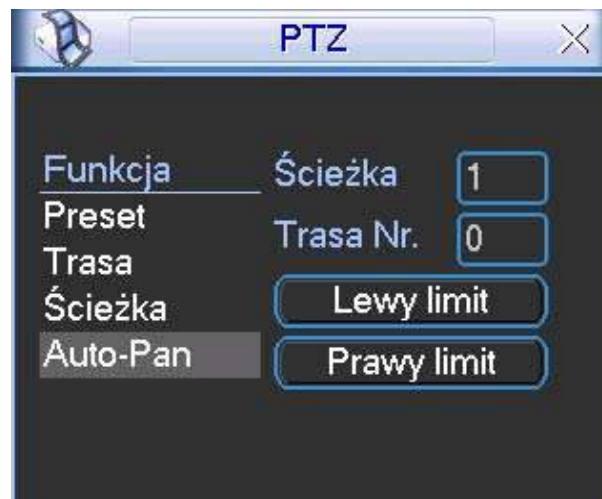 PTZ
Funkcja
Preset
Trasa
Ścieżka
Auto-Pan
Ścieżka 1
Trasa Nr. 0
Lewy limit
Prawy limit